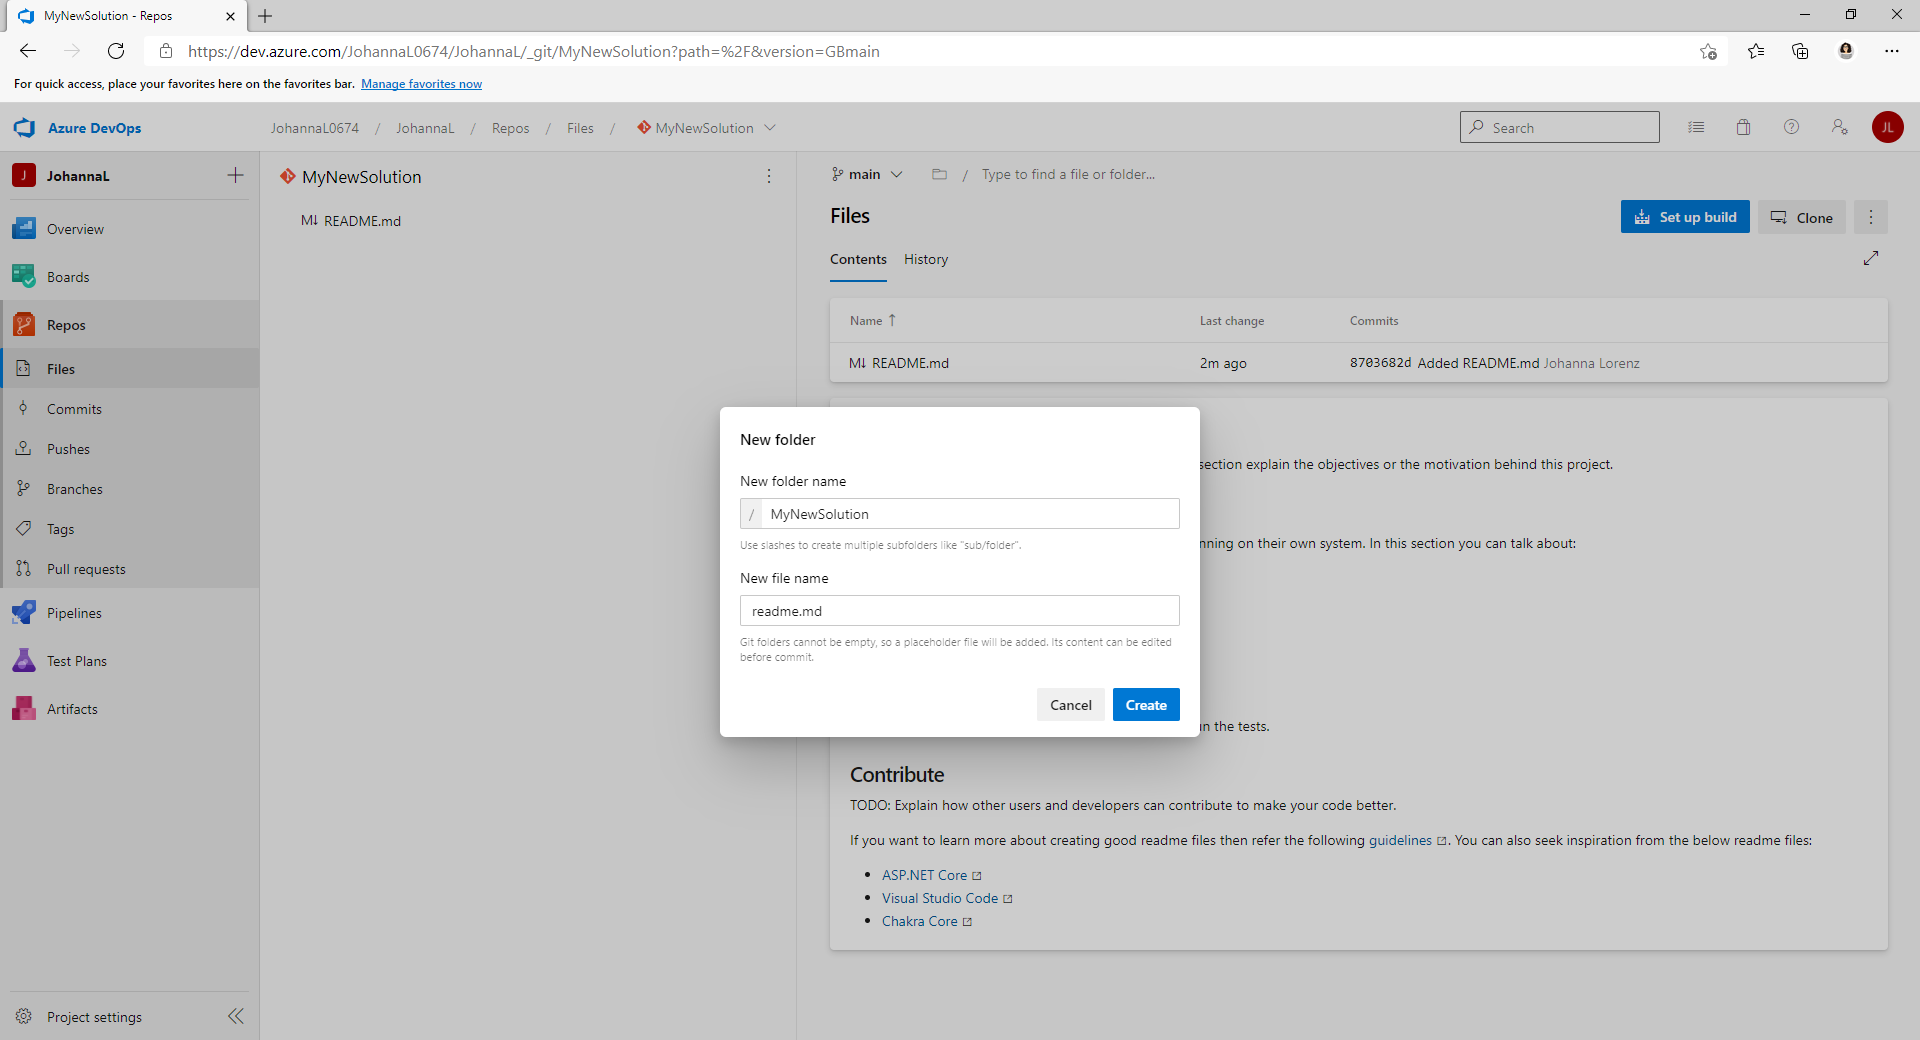 MyNewSolution - Repos
https://dev.azure.com/JohannaL0674/JohannaL/_git/MyNewSolution?path=%2F&version=GBmain
For quick access, place your favorites here on the favorites bar. Manage favorites now
Azure DevOps
JohannaL0674 / JohannaL / Repos / Files / MyNewSolution
Search
JL
J JohannaL
Overview
Boards
Repos
Files
Commits
Pushes
Branches
Tags
Pull requests
Pipelines
Test Plans
Artifacts
Project settings
MyNewSolution
M↓ README.md
main / Type to find a file or folder...
Files
Set up build
Clone
Contents History
Name ↑ Last change Commits
M↓ README.md 2m ago 8703682d Added README.md Johanna Lorenz
section explain the objectives or the motivation behind this project.
nning on their own system. In this section you can talk about:
n the tests.
Contribute
TODO: Explain how other users and developers can contribute to make your code better.
If you want to learn more about creating good readme files then refer the following guidelines. You can also seek inspiration from the below readme files:
• ASP.NET Core
• Visual Studio Code
• Chakra Core
New folder
New folder name
/ MyNewSolution
Use slashes to create multiple subfolders like "sub/folder".
New file name
readme.md
Git folders cannot be empty, so a placeholder file will be added. Its content can be edited
before commit.
Cancel
Create